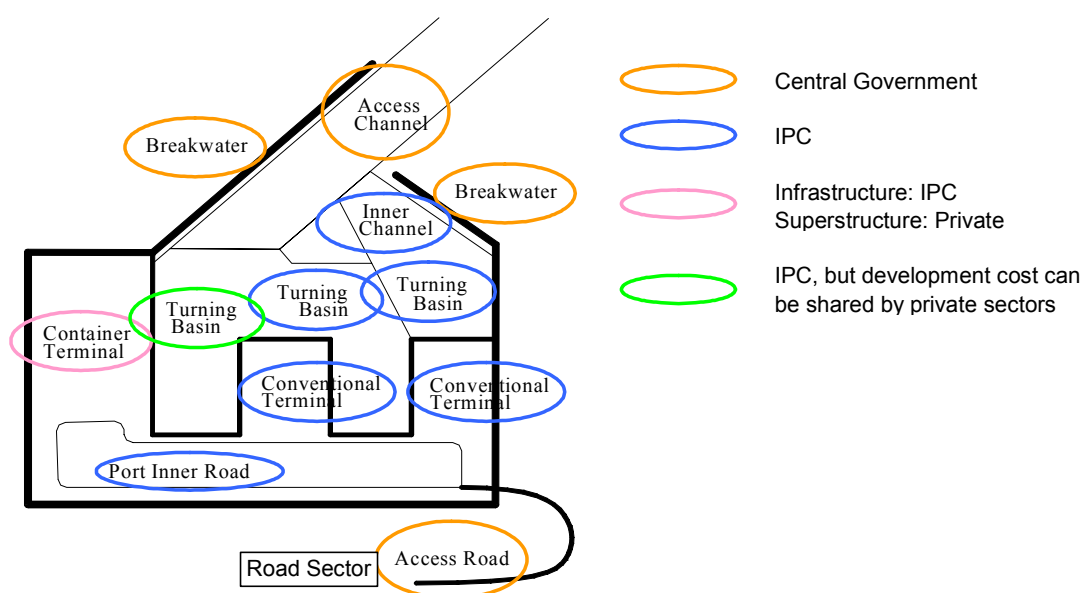 Access
Channel
Breakwater
Breakwater
Inner
Channel
Turning
Basin
Turning
Basin
Turning
Basin
Container
Terminal
Conventional
Terminal
Conventional
Terminal
Port Inner Road
Road Sector
Access Road
Central Government
IPC
Infrastructure: IPC
Superstructure: Private
IPC, but development cost can
be shared by private sectors